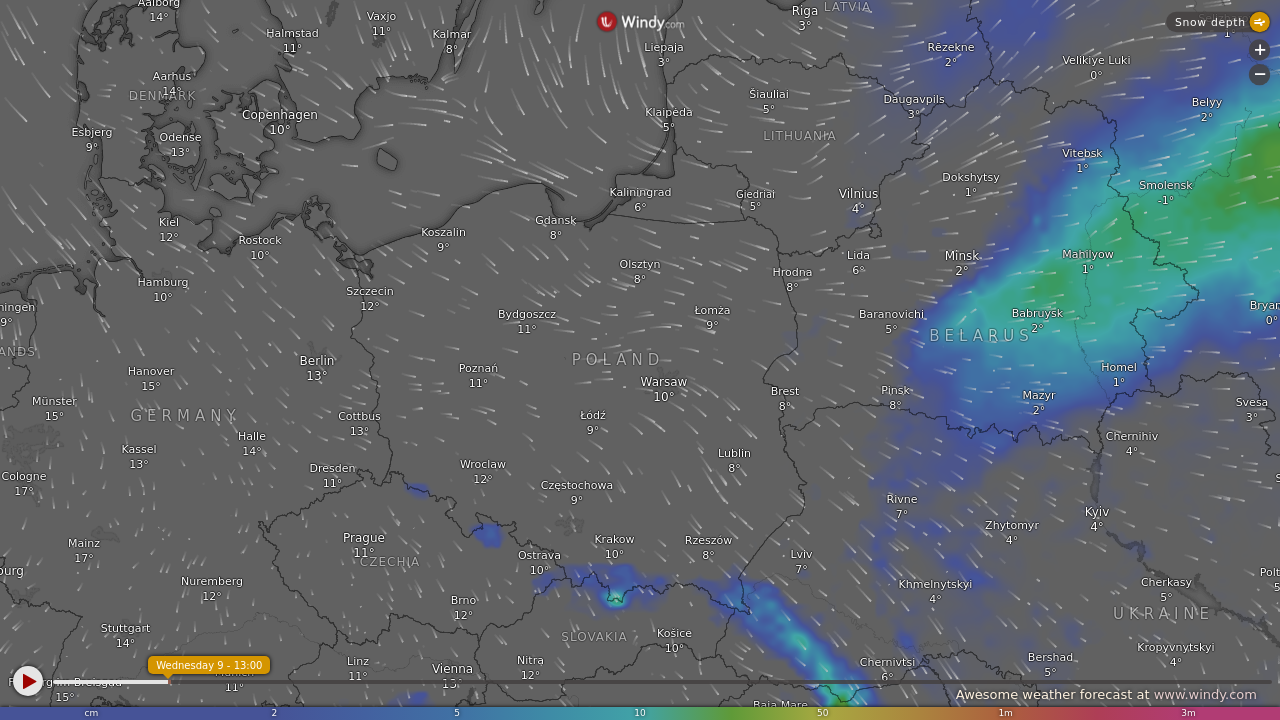 Aalborg
14°
Vaxjo
11°
Halmstad
11°
Kalmar
8°
Windy.com
Riga
3°
LATVIA
Snow depth
1°
Liepaja
3°
Rēzekne
2°
Velikiye Luki
0°
Aarhus
14°
DENMARK
Šiauliai
5°
Daugavpils
3°
Belyy
2°
Copenhagen
10°
Klaipėda
5°
Esbjerg
9°
Odense
13°
LITHUANIA
Vitebsk
1°
Dokshytsy
1°
Smolensk
-1°
Kaliningrad
6°
Giedriai
5°
Vilnius
4°
Kiel
12°
Gdansk
8°
Koszalin
9°
Rostock
10°
Lida
6°
Minsk
2°
Mahilyow
1°
Olsztyn
8°
Hrodna
8°
Hamburg
10°
Szczecin
12°
ningen
9°
Bydgoszcz
11°
Łomża
9°
Baranovichi
5°
Babruysk
2°
Bryan
0°
BELARUS
ANDS
Berlin
13°
POLAND
Hanover
15°
Poznań
11°
Warsaw
10°
Homel
1°
Brest
8°
Pinsk
8°
Mazyr
2°
Münster
15°
GERMANY
Cottbus
13°
Łódź
9°
Svesa
3°
Halle
14°
Kassel
13°
Chernihiv
4°
Lublin
8°
Cologne
17°
Dresden
11°
Wroclaw
12°
Częstochowa
9°
Rivne
7°
Kyiv
4°
Zhytomyr
4°
Mainz
17°
Prague
11°
CZECHIA
Krakow
10°
Rzeszow
8°
Ostrava
10°
Lviv
7°
Nuremberg
12°
Khmelnytskyi
4°
Cherkasy
5°
Polt
5
Brno
12°
UKRAINE
Stuttgart
14°
SLOVAKIA
Košice
10°
Kropyvnytskyi
4°
Wednesday 9 - 13:00
Linz
11°
Vienna
13°
Nitra
12°
Chernivtsi
6°
Bershad
5°
11°
15°
Baia Mare
Awesome weather forecast at www.windy.com
cm 2 5 10 50 1m 3m